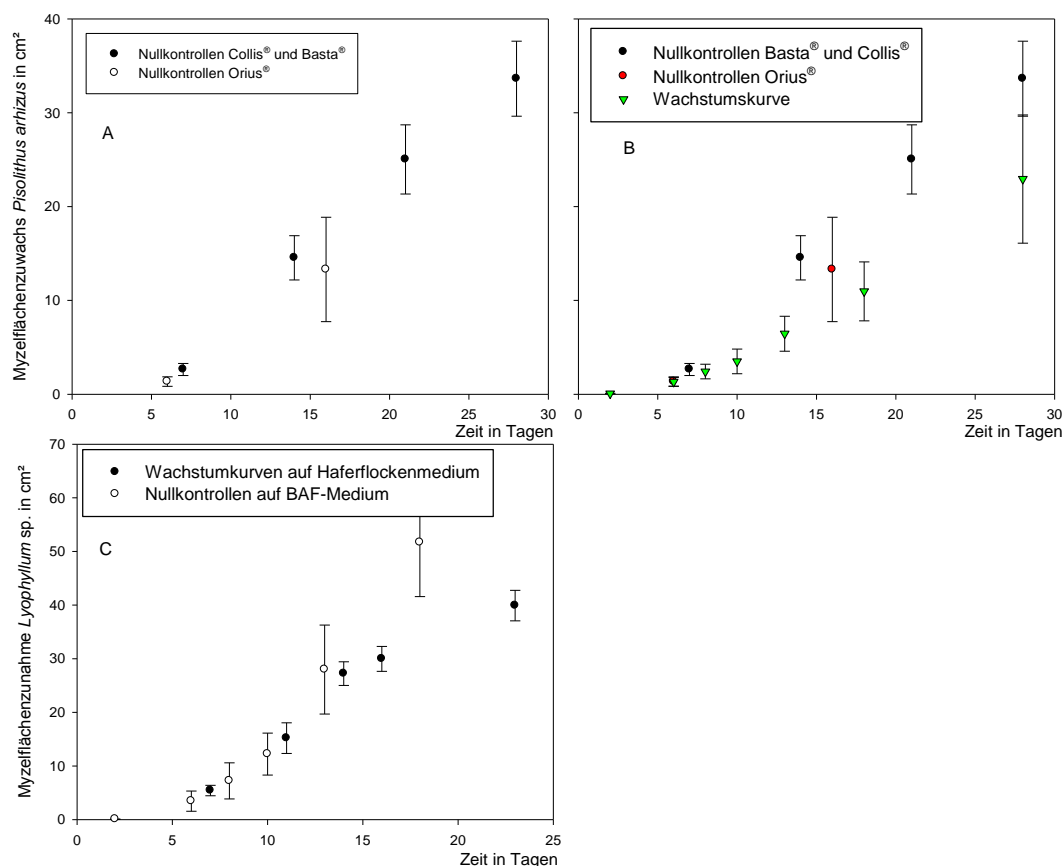 40
30
20
10
0
Myzelflächenzuwachs Pisolithus arhizus in cm²
Nullkontrollen Collis® und Basta®
Nullkontrollen Orius®
A
0 5 10 15 20 25 30
Zeit in Tagen
Nullkontrollen Basta® und Collis®
Nullkontrollen Orius®
Wachstumskurve
B
0 5 10 15 20 25 30
Zeit in Tagen
70
60
50
40
30
20
10
0
Myzelflächenzunahme Lyophyllum sp. in cm²
Wachstumkurven auf Haferflockenmedium
Nullkontrollen auf BAF-Medium
C
0 5 10 15 20 25
Zeit in Tagen